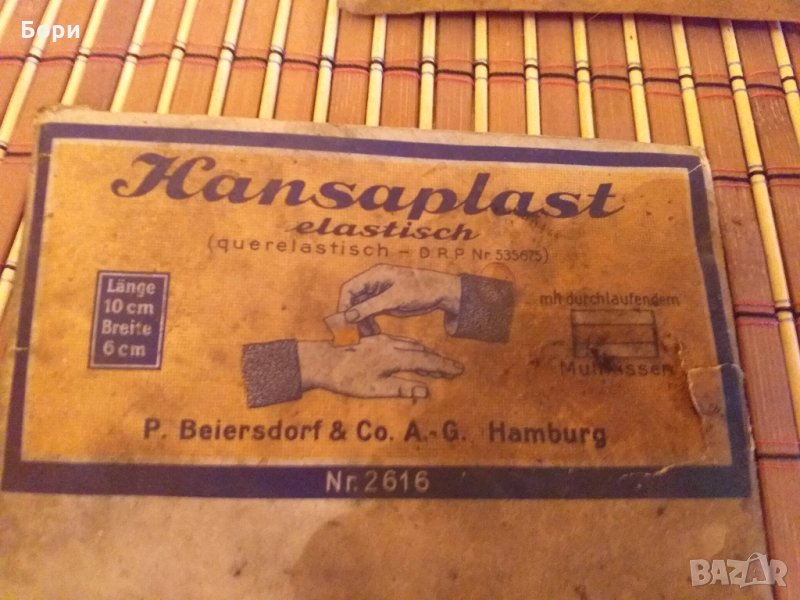 Бори
Hansaplast
elastisch
(querelastisch – D.R.P. Nr. 535675)
Länge
10 cm
Breite
6 cm
mit durchlaufendem
Mullkissen
P. Beiersdorf & Co. A.-G. Hamburg
Nr. 2616
BAZAR